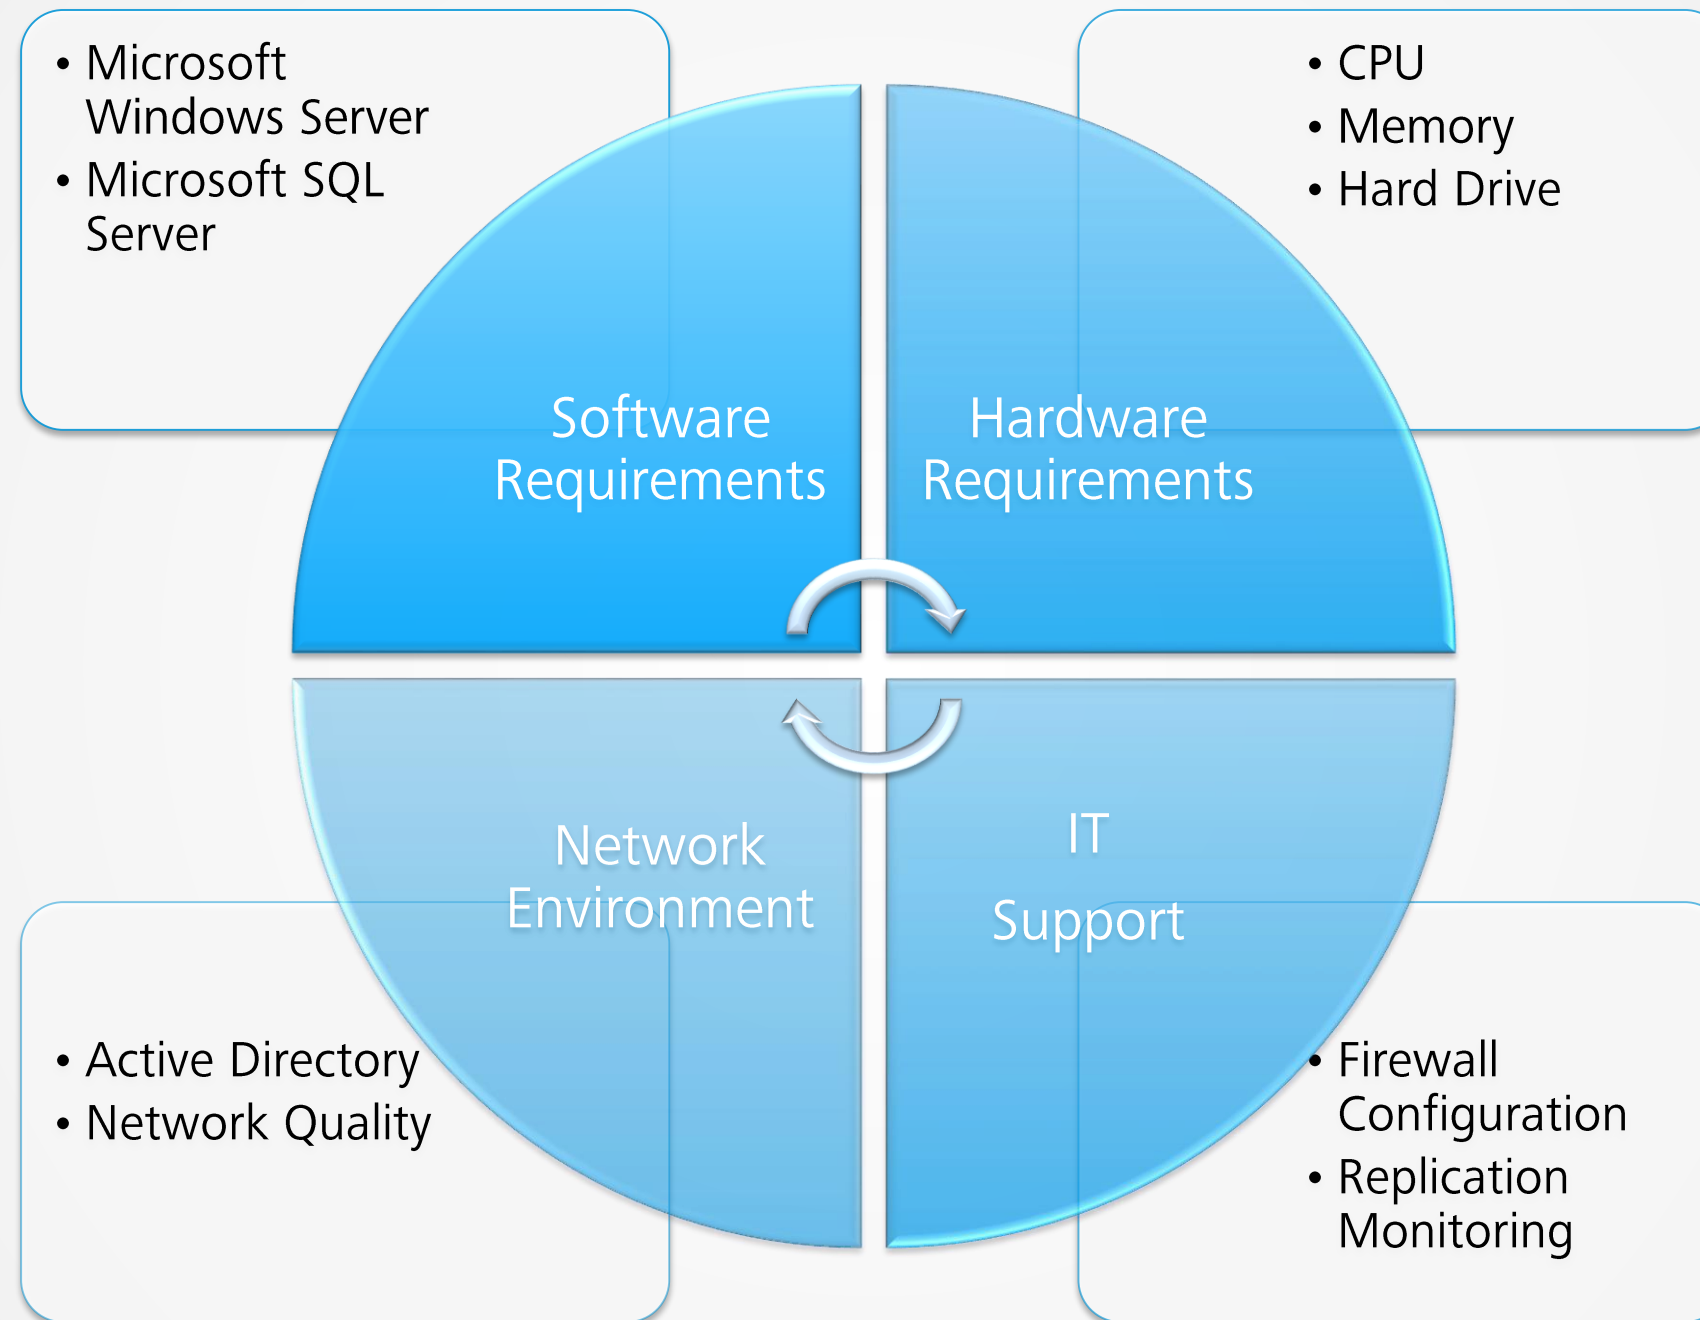 • Microsoft
Windows Server
• Microsoft SQL
Server
• CPU
• Memory
• Hard Drive
Software
Requirements
Hardware
Requirements
Network
Environment
IT
Support
• Active Directory
• Network Quality
• Firewall
Configuration
• Replication
Monitoring